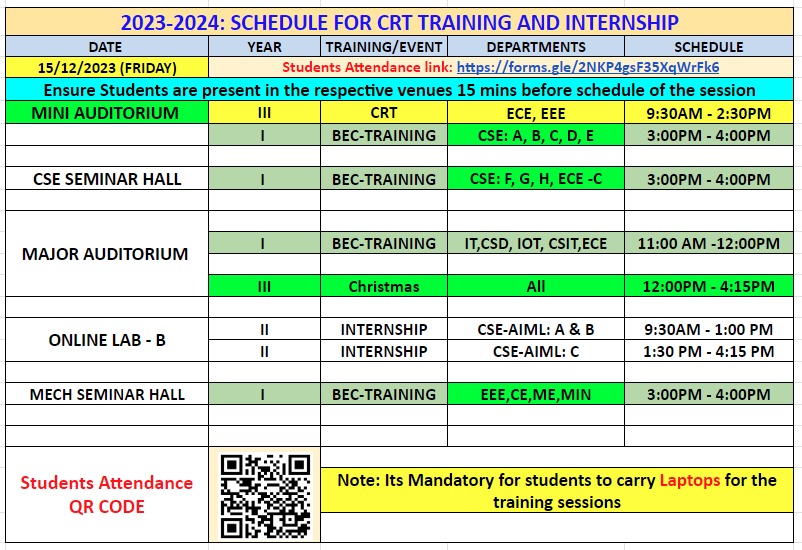 2023-2024: SCHEDULE FOR CRT TRAINING AND INTERNSHIP
DATE YEAR TRAINING/EVENT DEPARTMENTS SCHEDULE
15/12/2023 (FRIDAY) Students Attendance link: https://forms.gle/2NKP4gsF35XqWrFk6
Ensure Students are present in the respective venues 15 mins before schedule of the session
MINI AUDITORIUM III CRT ECE, EEE 9:30AM - 2:30PM
I BEC-TRAINING CSE: A, B, C, D, E 3:00PM - 4:00PM
CSE SEMINAR HALL I BEC-TRAINING CSE: F, G, H, ECE -C 3:00PM - 4:00PM
MAJOR AUDITORIUM
I BEC-TRAINING IT,CSD, IOT, CSIT,ECE 11:00 AM -12:00PM
III Christmas All 12:00PM - 4:15PM
ONLINE LAB - B
II INTERNSHIP CSE-AIML: A & B 9:30AM - 1:00 PM
II INTERNSHIP CSE-AIML: C 1:30 PM - 4:15 PM
MECH SEMINAR HALL I BEC-TRAINING EEE,CE,ME,MIN 3:00PM - 4:00PM
Students Attendance
QR CODE
Note: Its Mandatory for students to carry Laptops for the
training sessions